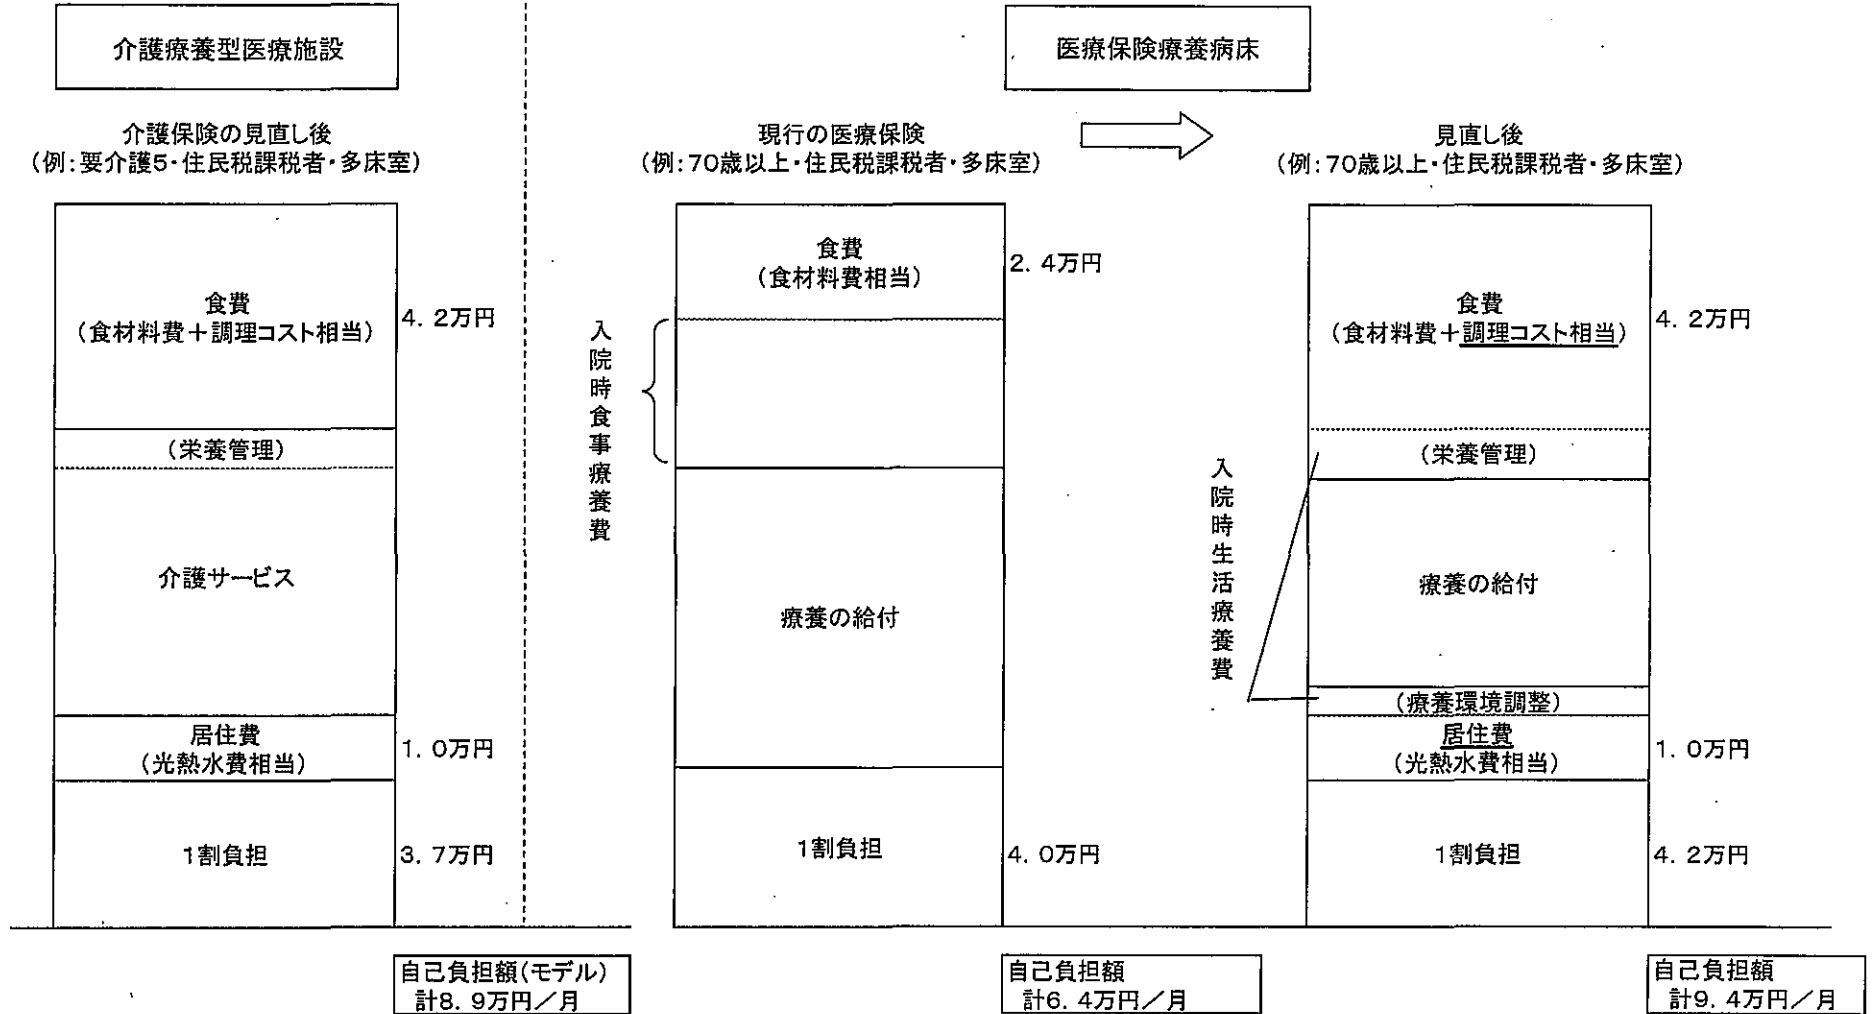 介護療養型医療施設
介護保険の見直し後
（例：要介護5・住民税課税者・多床室）
食費
（食材料費＋調理コスト相当）
4．2万円
（栄養管理）
介護サービス
居住費
（光熱水費相当）
1．0万円
1割負担
3．7万円
自己負担額（モデル）
計8．9万円／月
医療保険療養病床
現行の医療保険
（例：70歳以上・住民税課税者・多床室）
食費
（食材料費相当）
2．4万円
入院時食事療養費
療養の給付
1割負担
4．0万円
自己負担額
計6．4万円／月
見直し後
（例：70歳以上・住民税課税者・多床室）
食費
（食材料費＋調理コスト相当）
4．2万円
（栄養管理）
入院時生活療養費
療養の給付
（療養環境調整）
居住費
（光熱水費相当）
1．0万円
1割負担
4．2万円
自己負担額
計9．4万円／月